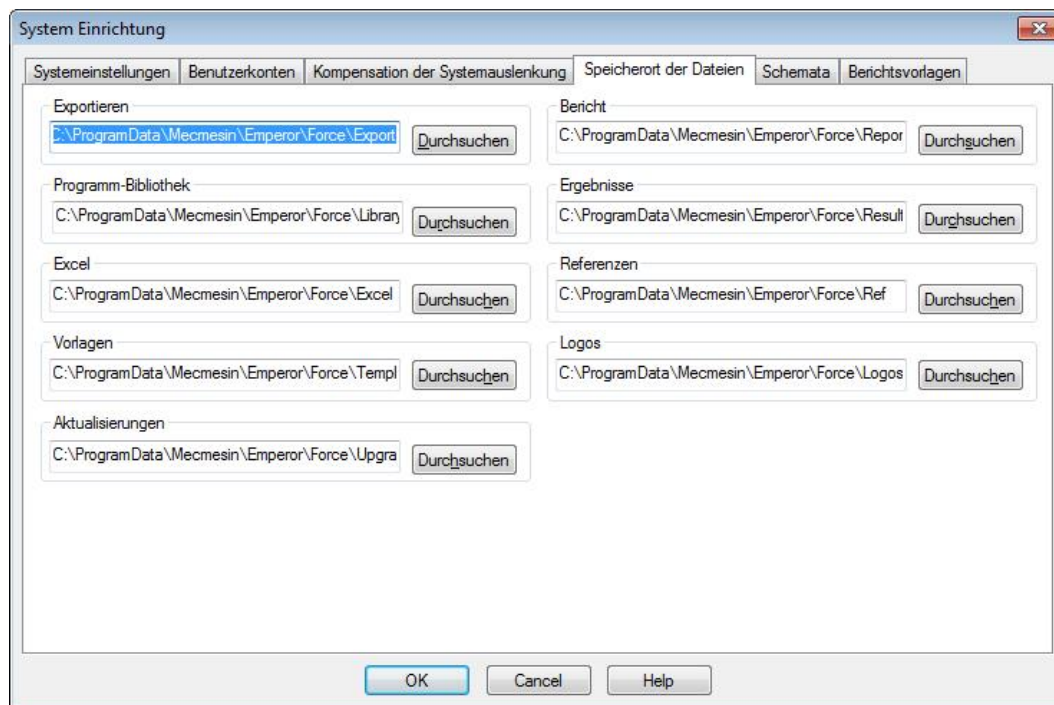 System Einrichtung
Systemeinstellungen Benutzerkonten Kompensation der Systemauslenkung Speicherort der Dateien Schemata Berichtsvorlagen
Exportieren
C:\ProgramData\Mecmesin\Emperor\Force\Export Durchsuchen
Bericht
C:\ProgramData\Mecmesin\Emperor\Force\Repor Durchsuchen
Programm-Bibliothek
C:\ProgramData\Mecmesin\Emperor\Force\Library Durchsuchen
Ergebnisse
C:\ProgramData\Mecmesin\Emperor\Force\Result Durchsuchen
Excel
C:\ProgramData\Mecmesin\Emperor\Force\Excel Durchsuchen
Referenzen
C:\ProgramData\Mecmesin\Emperor\Force\Ref Durchsuchen
Vorlagen
C:\ProgramData\Mecmesin\Emperor\Force\Templ Durchsuchen
Logos
C:\ProgramData\Mecmesin\Emperor\Force\Logos Durchsuchen
Aktualisierungen
C:\ProgramData\Mecmesin\Emperor\Force\Upgra Durchsuchen
OK Cancel Help